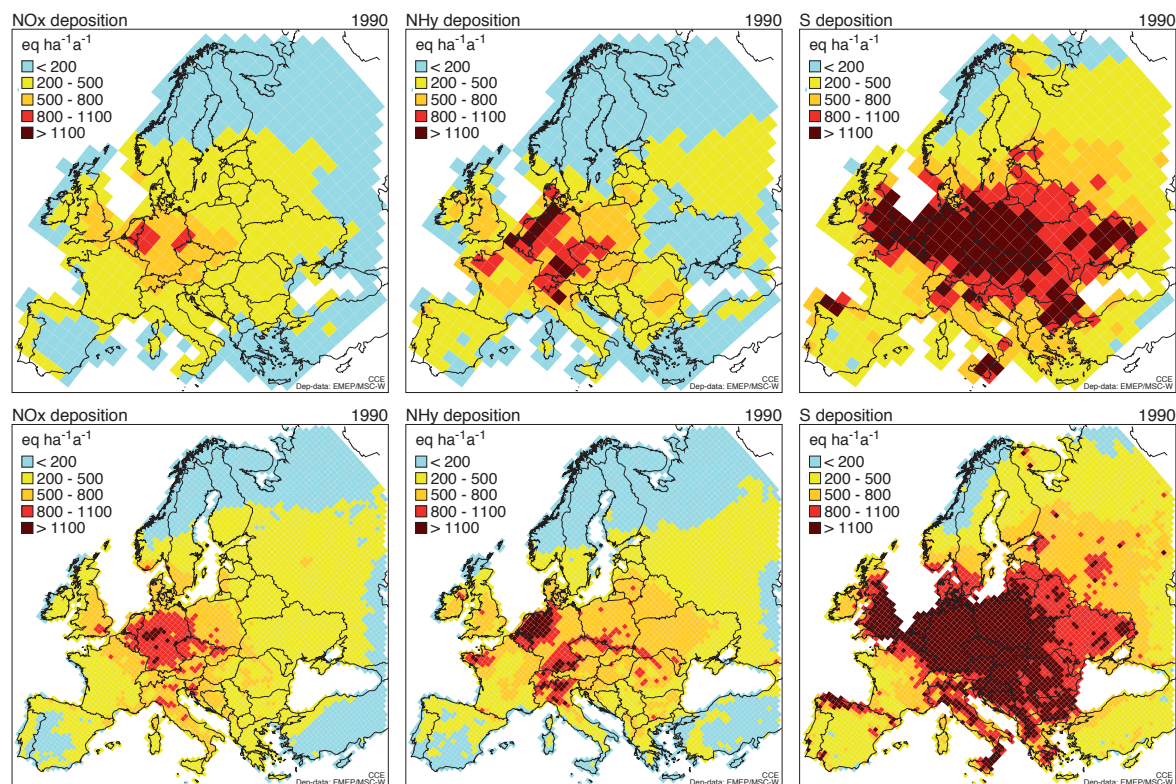 NOx deposition 1990
eq ha⁻¹a⁻¹
< 200
200 - 500
500 - 800
800 - 1100
> 1100
CCE
Dep-data: EMEP/MSC-W
NHy deposition 1990
eq ha⁻¹a⁻¹
< 200
200 - 500
500 - 800
800 - 1100
> 1100
CCE
Dep-data: EMEP/MSC-W
S deposition 1990
eq ha⁻¹a⁻¹
< 200
200 - 500
500 - 800
800 - 1100
> 1100
CCE
Dep-data: EMEP/MSC-W
NOx deposition 1990
eq ha⁻¹a⁻¹
< 200
200 - 500
500 - 800
800 - 1100
> 1100
CCE
Dep-data: EMEP/MSC-W
NHy deposition 1990
eq ha⁻¹a⁻¹
< 200
200 - 500
500 - 800
800 - 1100
> 1100
CCE
Dep-data: EMEP/MSC-W
S deposition 1990
eq ha⁻¹a⁻¹
< 200
200 - 500
500 - 800
800 - 1100
> 1100
CCE
Dep-data: EMEP/MSC-W